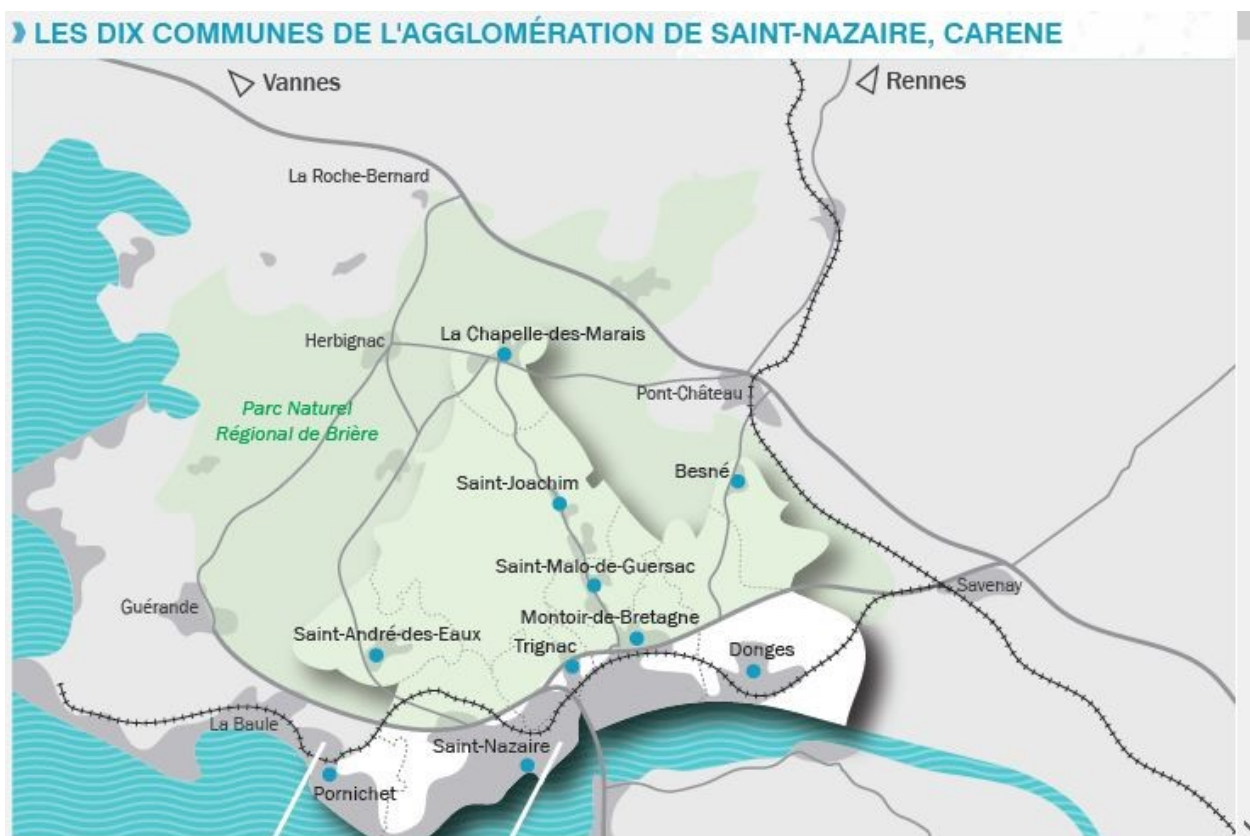 LES DIX COMMUNES DE L'AGGLOMÉRATION DE SAINT-NAZAIRE, CARENE
Vannes
Rennes
La Roche-Bernard
Herbignac
La Chapelle-des-Marais
Pont-Château
Parc Naturel
Régional de Brière
Saint-Joachim
Besné
Saint-Malo-de-Guersac
Savenay
Guérande
Montoir-de-Bretagne
Saint-André-des-Eaux
Trignac
Donges
La Baule
Saint-Nazaire
Pornichet